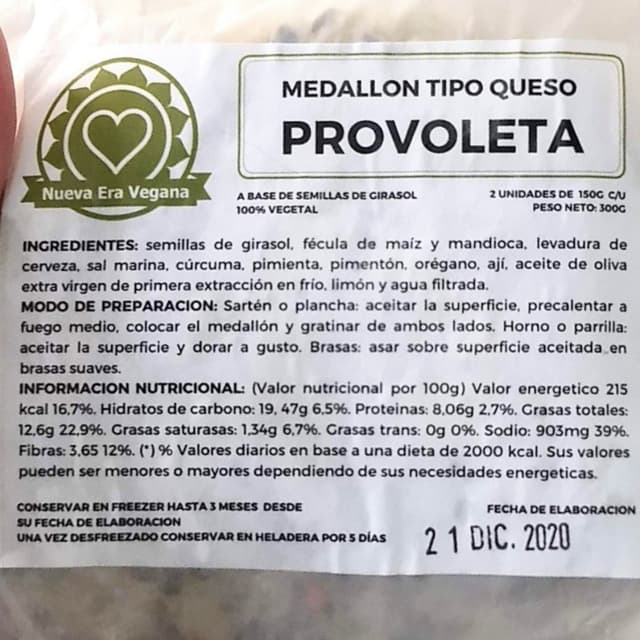 MEDALLON TIPO QUESO
PROVOLETA
Nueva Era Vegana
A BASE DE SEMILLAS DE GIRASOL
100% VEGETAL
2 UNIDADES DE 150G C/U
PESO NETO: 300G
INGREDIENTES: semillas de girasol, fécula de maíz y mandioca, levadura de
cerveza, sal marina, cúrcuma, pimienta, pimentón, orégano, ají, aceite de oliva
extra virgen de primera extracción en frío, limón y agua filtrada.
MODO DE PREPARACION: Sartén o plancha: aceitar la superficie, precalentar a
fuego medio, colocar el medallón y gratinar de ambos lados. Horno o parrilla:
aceitar la superficie y dorar a gusto. Brasas: asar sobre superficie aceitada en
brasas suaves.
INFORMACION NUTRICIONAL: (Valor nutricional por 100g) Valor energetico 215
kcal 16,7%. Hidratos de carbono: 19, 47g 6,5%. Proteinas: 8,06g 2,7%. Grasas totales:
12,6g 22,9%. Grasas saturasas: 1,34g 6,7%. Grasas trans: 0g 0%. Sodio: 903mg 39%.
Fibras: 3,65 12%. (*) % Valores diarios en base a una dieta de 2000 kcal. Sus valores
pueden ser menores o mayores dependiendo de sus necesidades energeticas.
CONSERVAR EN FREEZER HASTA 3 MESES DESDE
SU FECHA DE ELABORACION
UNA VEZ DESFREEZADO CONSERVAR EN HELADERA POR 5 DÍAS
FECHA DE ELABORACION
21 DIC. 2020